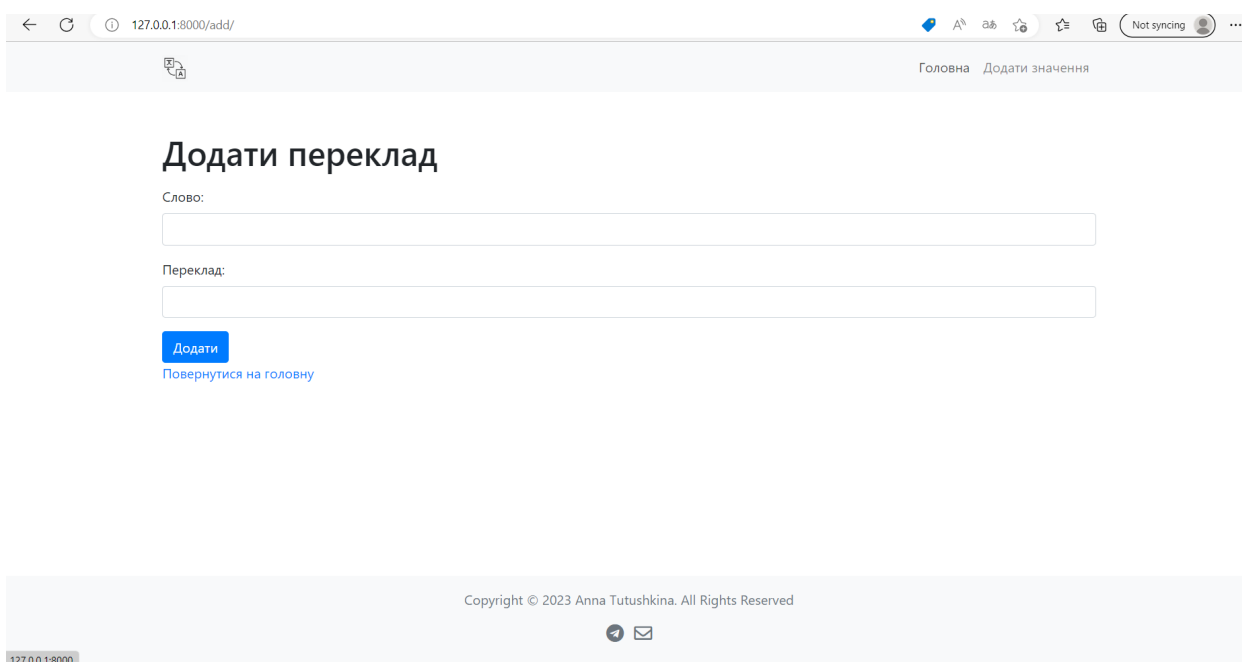 127.0.0.1:8000/add/
Not syncing
Головна Додати значення
Додати переклад
Слово:
Переклад:
Додати
Повернутися на головну
Copyright © 2023 Anna Tutushkina. All Rights Reserved
127.0.0.1:8000